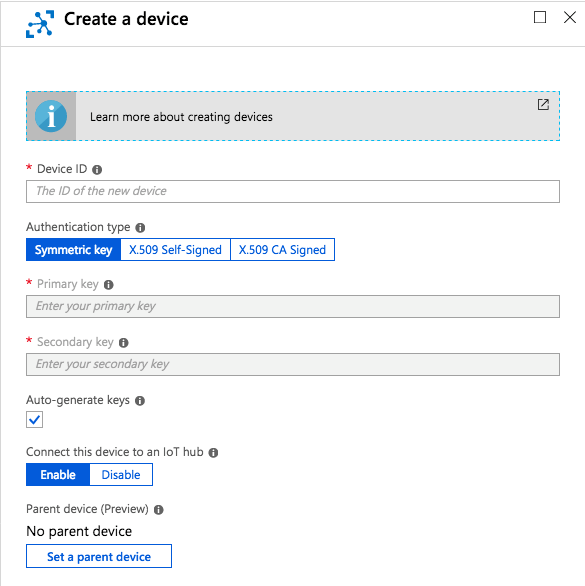 Create a device
Learn more about creating devices
* Device ID
The ID of the new device
Authentication type
Symmetric key X.509 Self-Signed X.509 CA Signed
* Primary key
Enter your primary key
* Secondary key
Enter your secondary key
Auto-generate keys
Connect this device to an IoT hub
Enable Disable
Parent device (Preview)
No parent device
Set a parent device